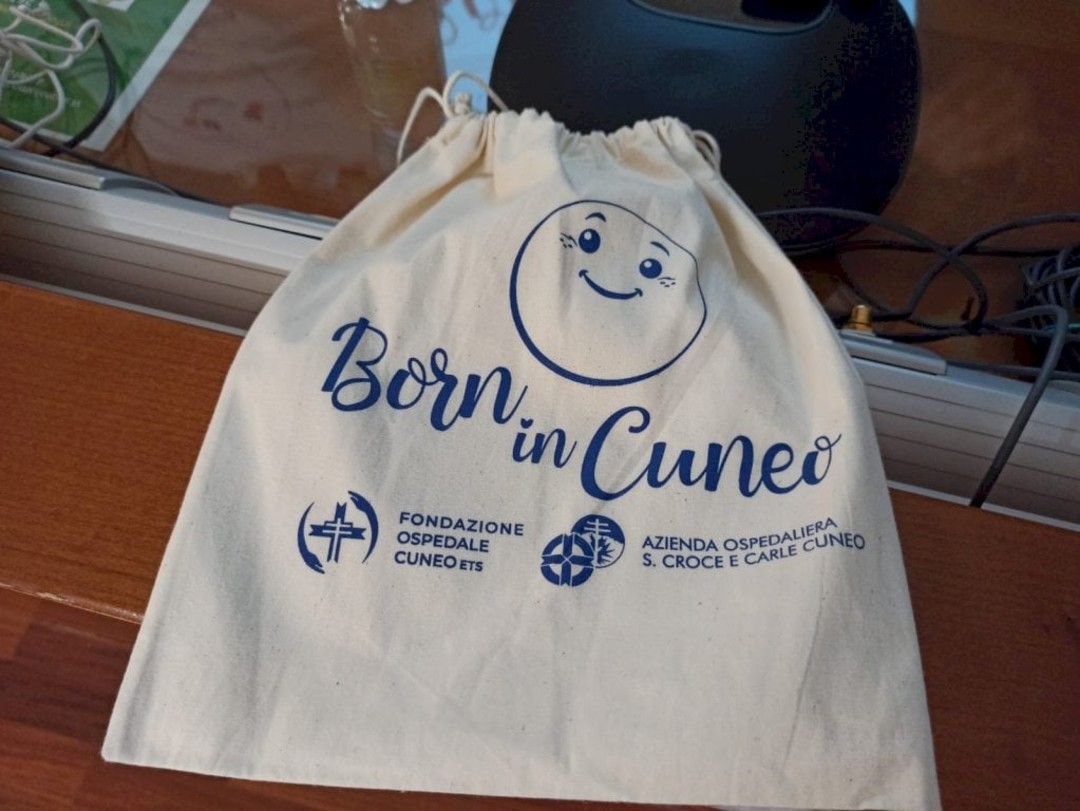 Born
in Cuneo
FONDAZIONE
OSPEDALE
CUNEO ETS
AZIENDA OSPEDALIERA
S. CROCE E CARLE CUNEO